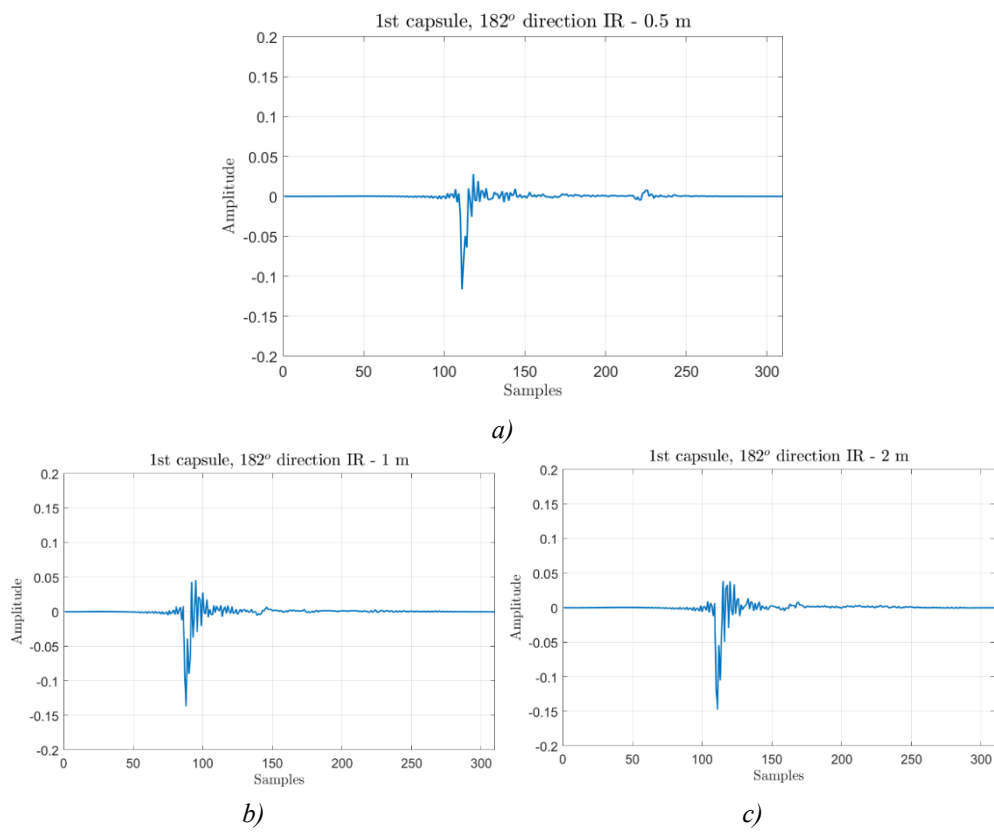 1st capsule, 182° direction IR - 0.5 m
0.2
0.15
0.1
0.05
0
-0.05
-0.1
-0.15
-0.2
Amplitude
0 50 100 150 200 250 300
Samples
a)
1st capsule, 182° direction IR - 1 m
0.2
0.15
0.1
0.05
0
-0.05
-0.1
-0.15
-0.2
Amplitude
0 50 100 150 200 250 300
Samples
b)
1st capsule, 182° direction IR - 2 m
0.2
0.15
0.1
0.05
0
-0.05
-0.1
-0.15
-0.2
Amplitude
0 50 100 150 200 250 300
Samples
c)